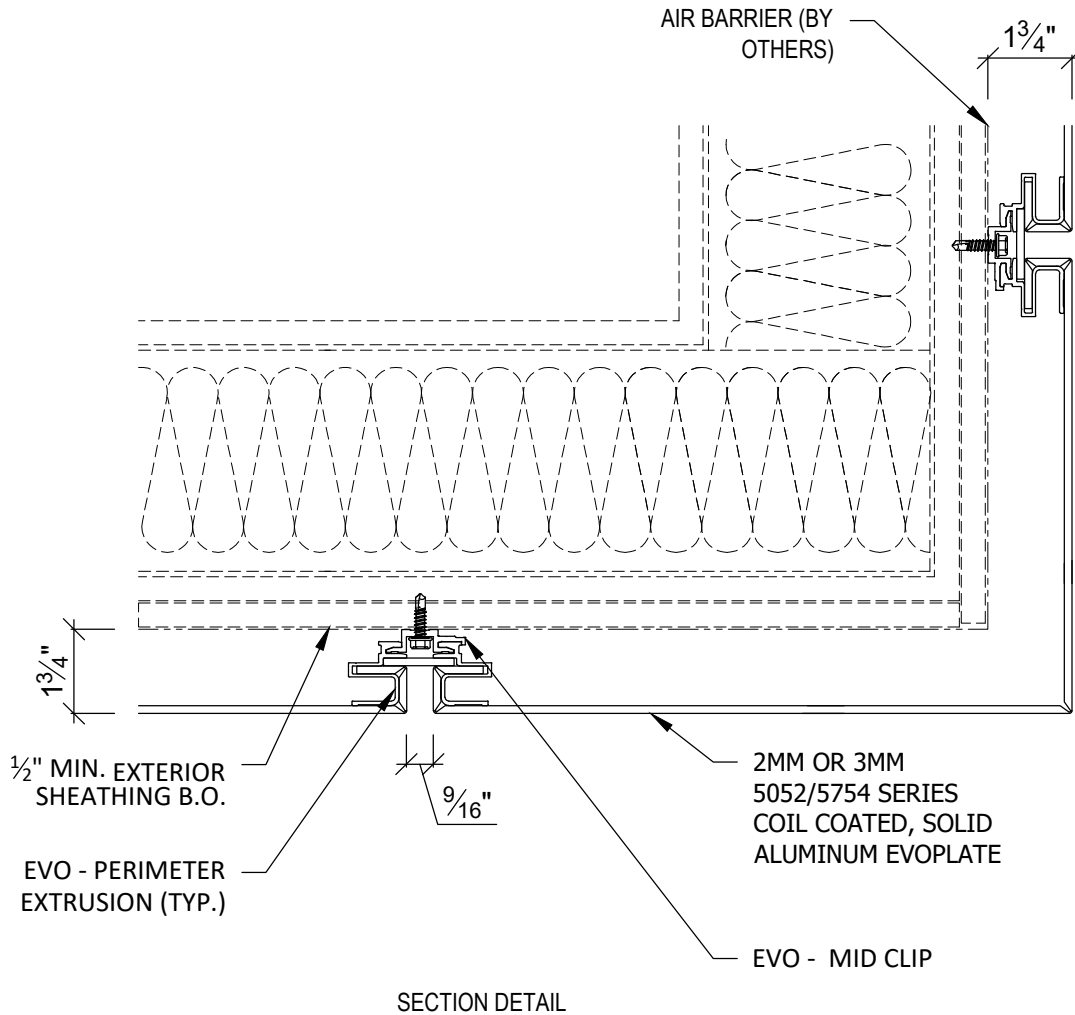 AIR BARRIER (BY
OTHERS)
1¾"
1¾"
½" MIN. EXTERIOR
SHEATHING B.O.
9⁄16"
2MM OR 3MM
5052/5754 SERIES
COIL COATED, SOLID
ALUMINUM EVOPLATE
EVO - PERIMETER
EXTRUSION (TYP.)
EVO - MID CLIP
SECTION DETAIL